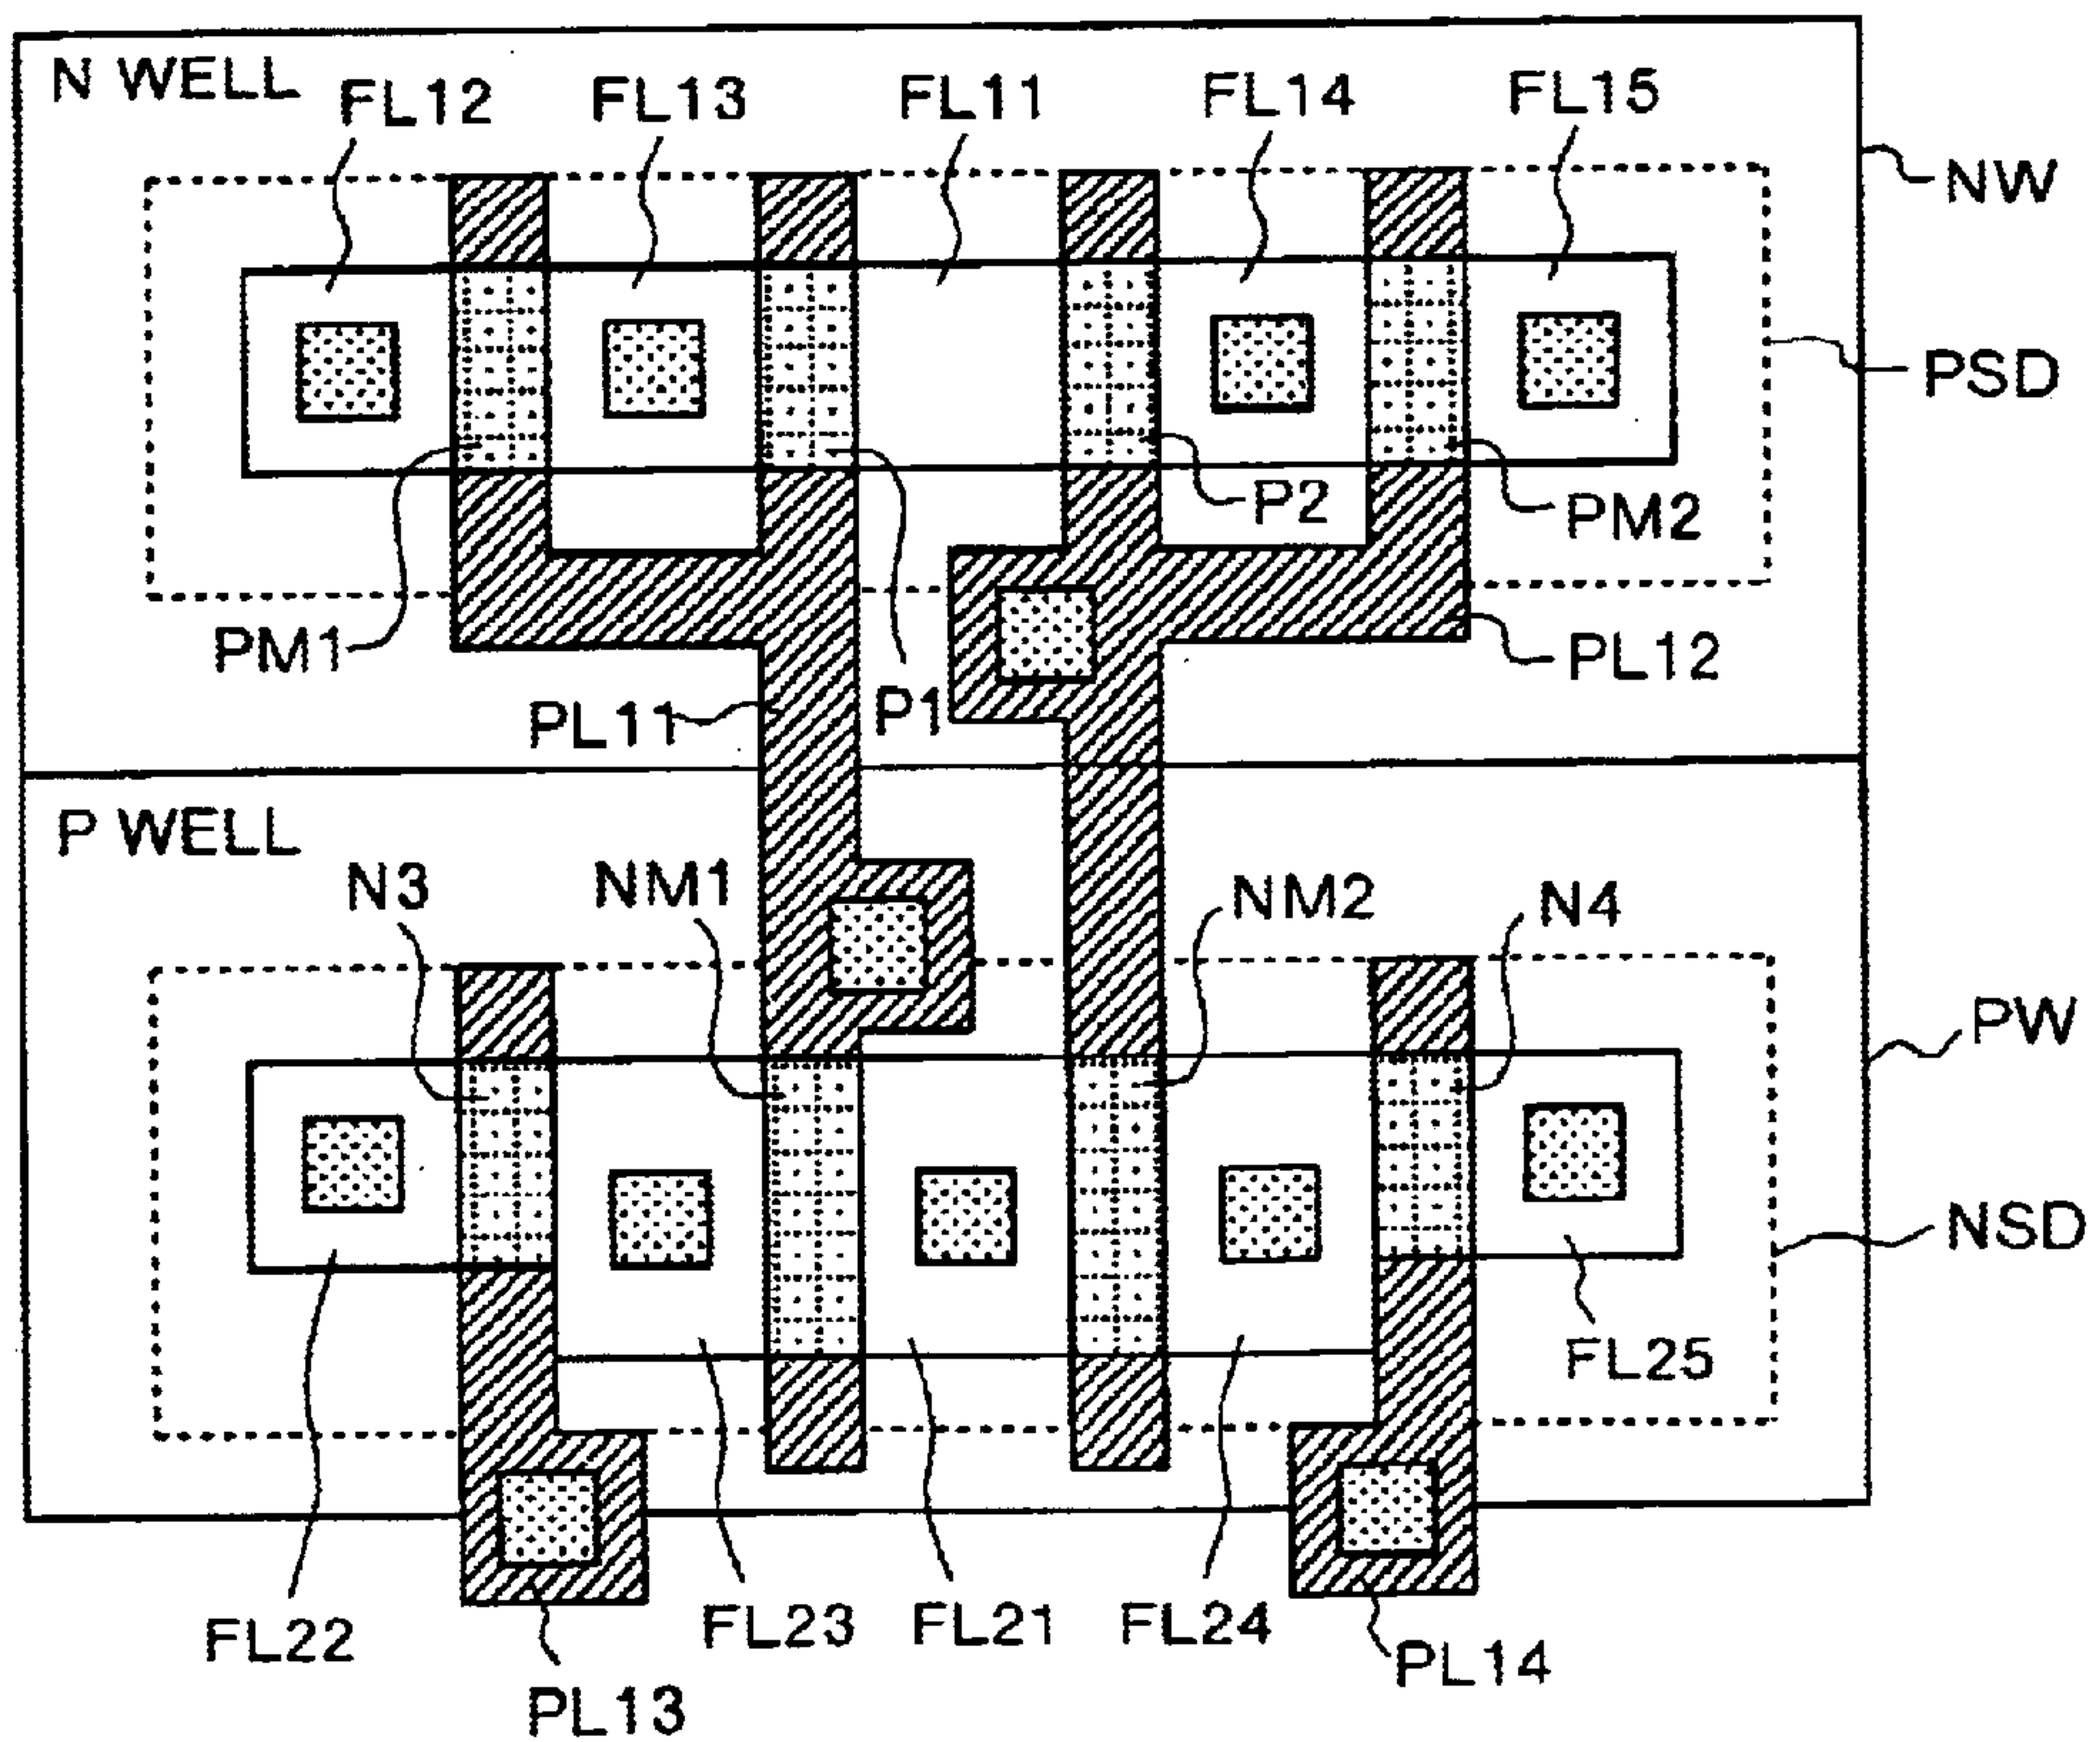 N WELL
FL12
FL13
FL11
FL14
FL15
NW
PSD
P2
PM2
PM1
PL12
PL11
P1
P WELL
N3
NM1
NM2
N4
PW
NSD
FL25
FL22
FL23
FL21
FL24
PL14
PL13